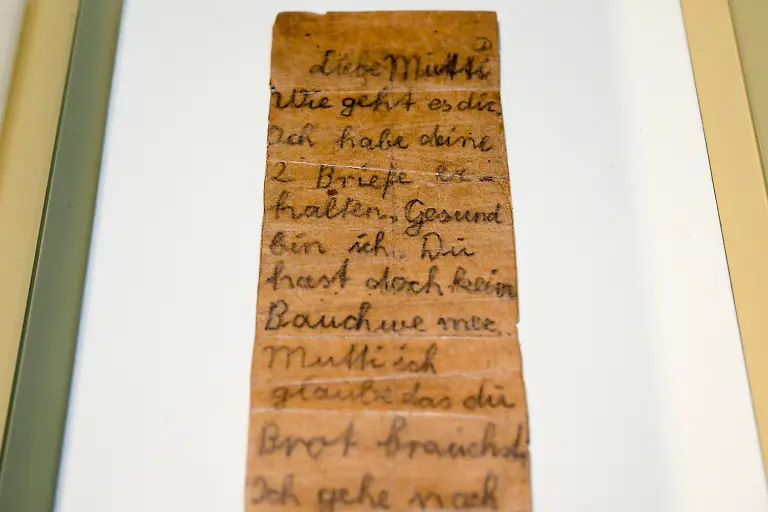 Liebe Mutti
Wie geht es dir,
Ich habe deine
2 Briefe er-
halten, Gesund
bin ich. Du
hast doch kein
Bauchwe mer.
Mutti ich
glaube das du
Brot brauchst,
Ich gehe nach